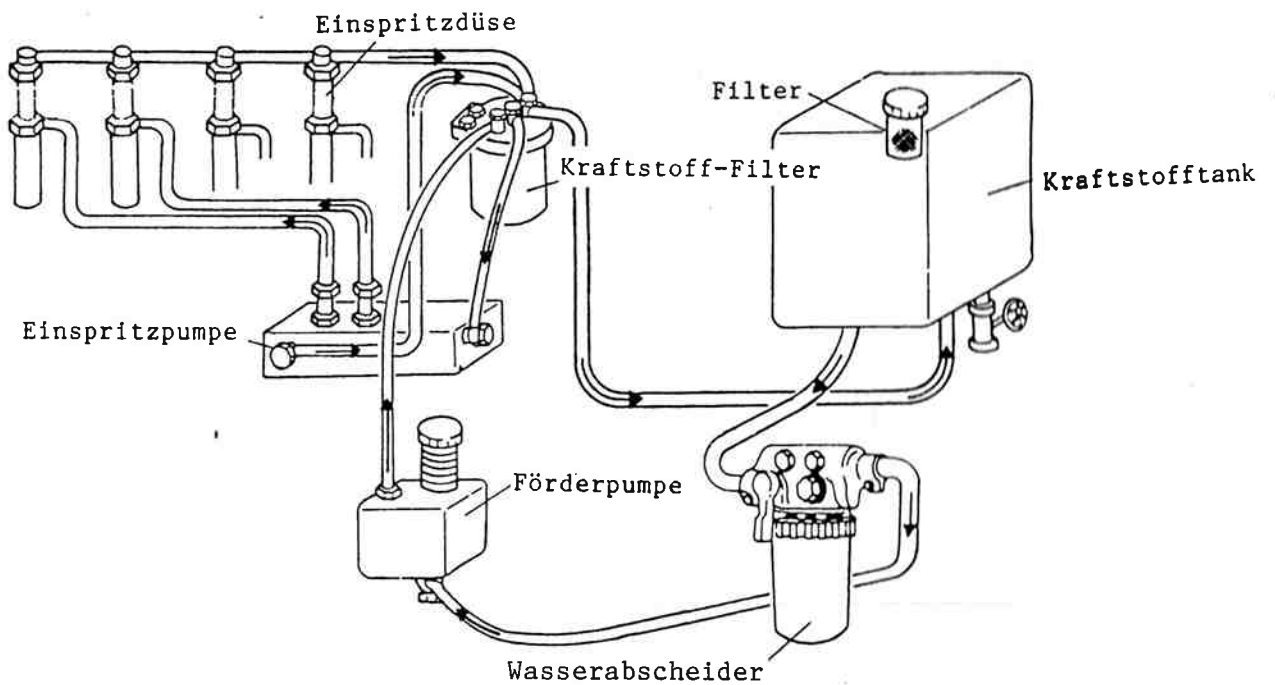 Einspritzdüse
Filter
Kraftstoff-Filter
Kraftstofftank
Einspritzpumpe
Förderpumpe
Wasserabscheider